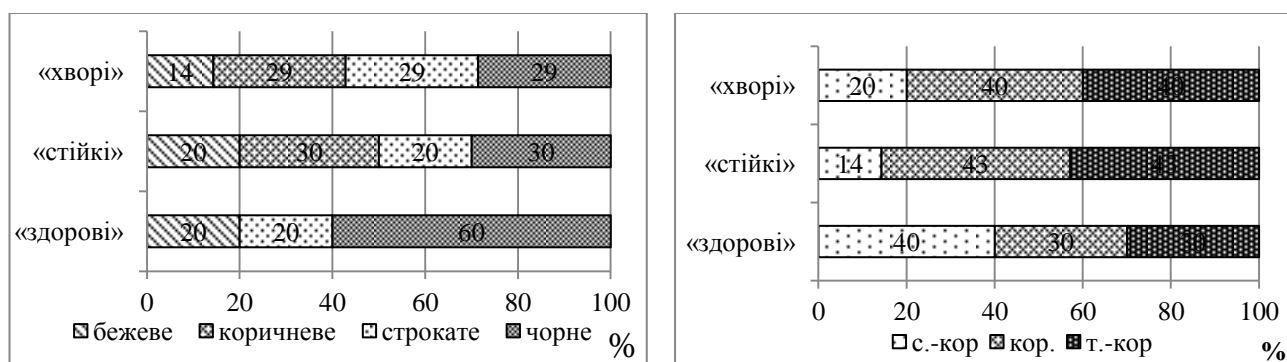 «хворі»
14 29 29 29
«стійкі»
20 30 20 30
«здорові»
20 20 60
0 20 40 60 80 100
бежеве коричневе строкате чорне %
«хворі»
20 40 40
«стійкі»
14 43 43
«здорові»
40 30 30
0 20 40 60 80 100
с.-кор кор. т.-кор %